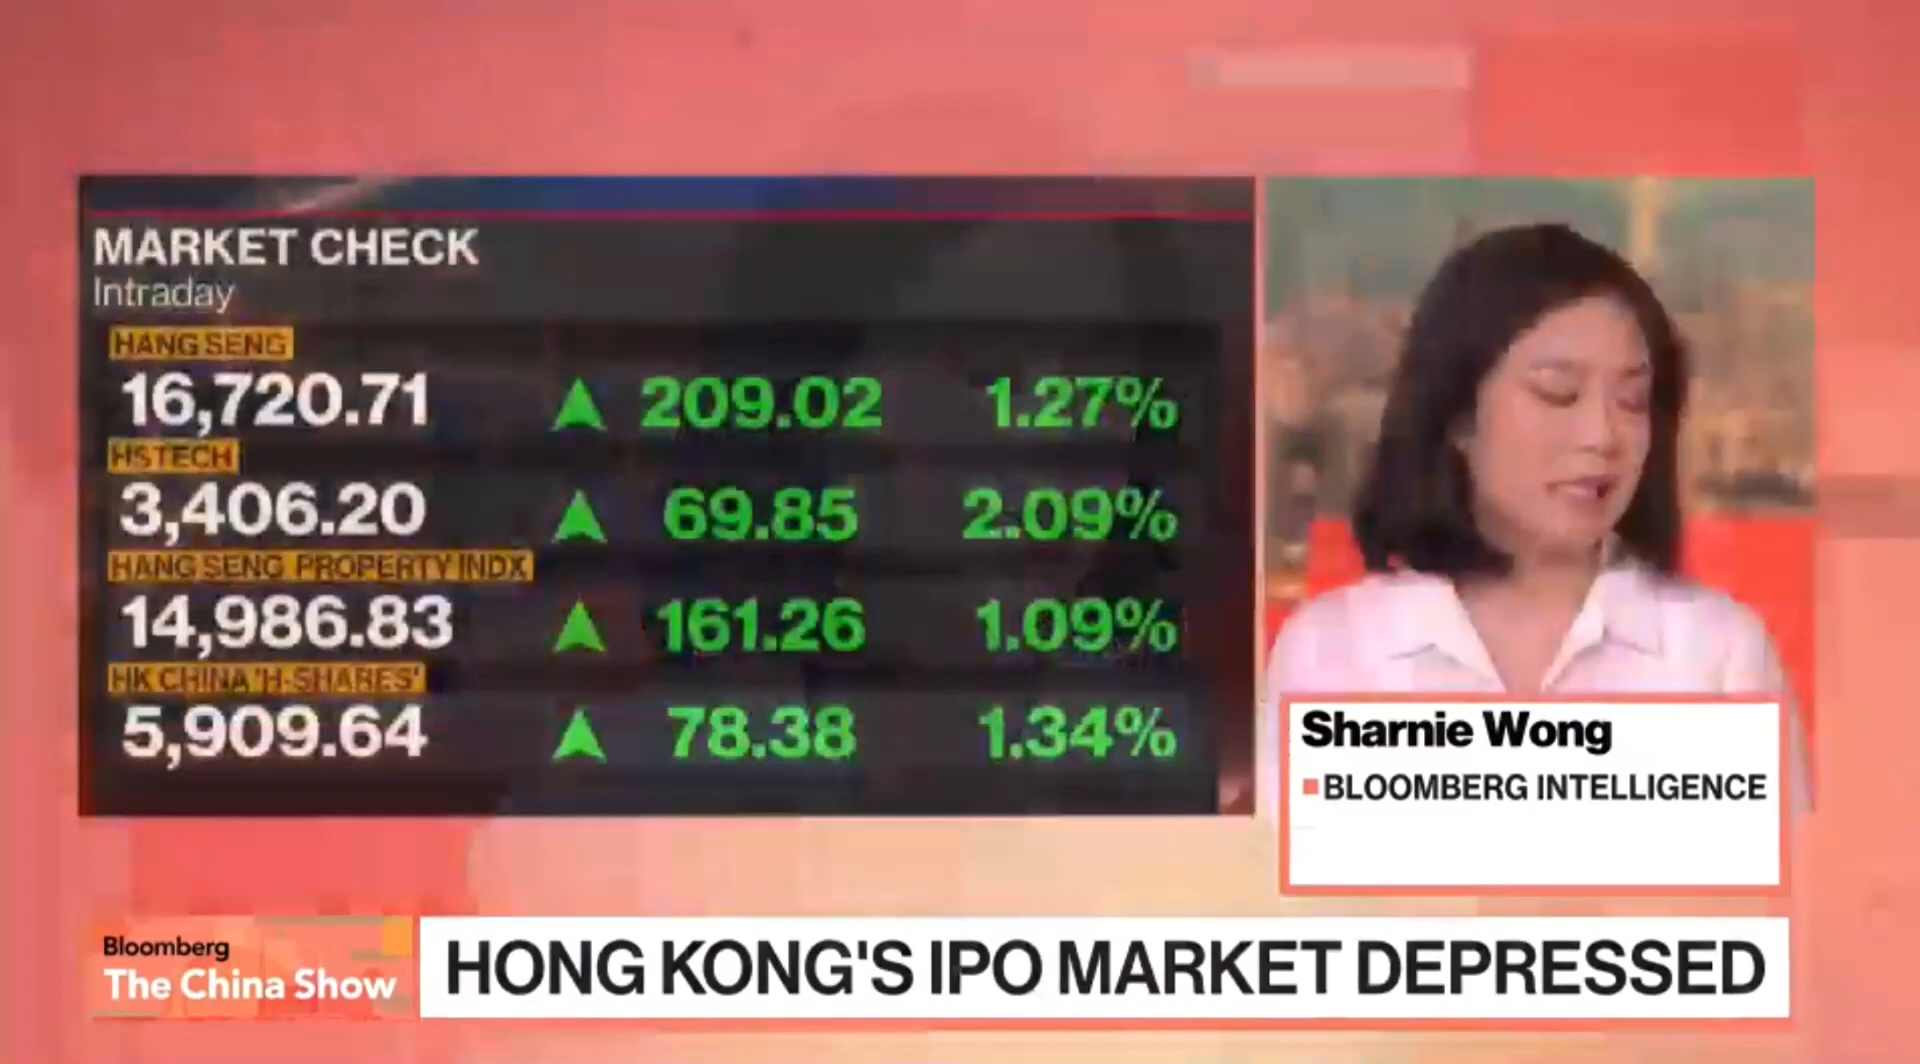 MARKET CHECK
Intraday
HANG SENG
16,720.71 ▲ 209.02 1.27%
HSTECH
3,406.20 ▲ 69.85 2.09%
HANG SENG PROPERTY INDX
14,986.83 ▲ 161.26 1.09%
HK CHINA 'H-SHARES'
5,909.64 ▲ 78.38 1.34%
Sharnie Wong
BLOOMBERG INTELLIGENCE
Bloomberg
The China Show
HONG KONG'S IPO MARKET DEPRESSED